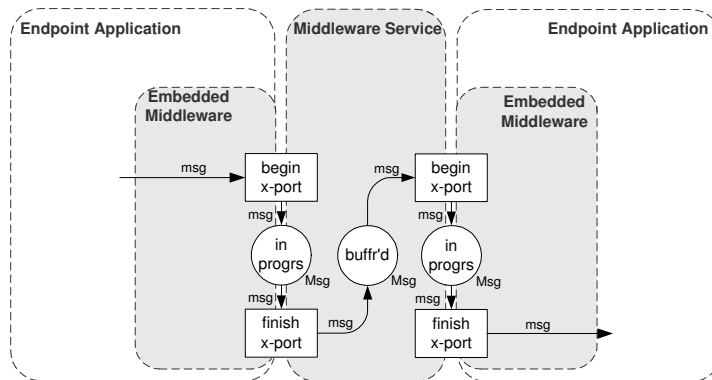 Endpoint Application
Middleware Service
Endpoint Application
Embedded
Middleware
Embedded
Middleware
msg
begin
x-port
msg
begin
x-port
msg
msg
in
progrs
buffr'd
in
progrs
Msg
Msg
Msg
msg
msg
finish
x-port
msg
finish
x-port
msg